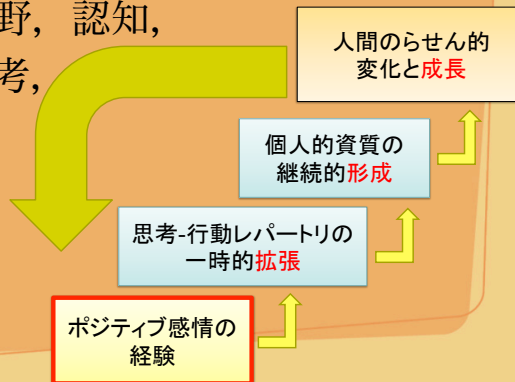 野, 認知,
考,
人間のらせん的
変化と成長
個人的資質の
継続的形成
思考-行動レパートリの
一時的拡張
ポジティブ感情の
経験